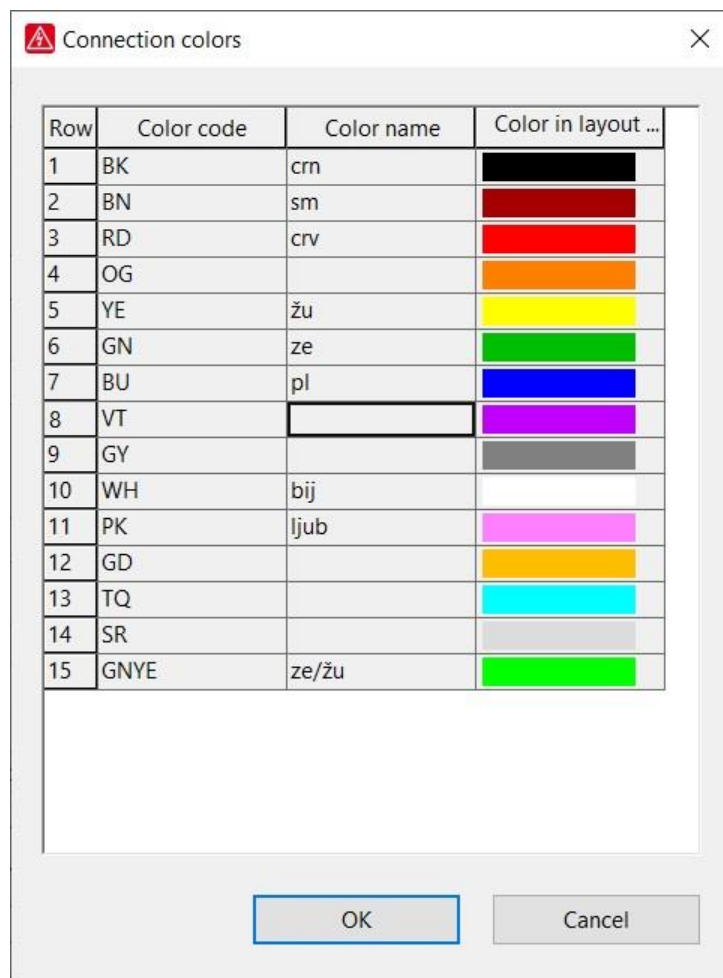 Connection colors
Row Color code Color name Color in layout ...
1 BK crn
2 BN sm
3 RD crv
4 OG
5 YE žu
6 GN ze
7 BU pl
8 VT
9 GY
10 WH bij
11 PK ljub
12 GD
13 TQ
14 SR
15 GNYE ze/žu
OK Cancel